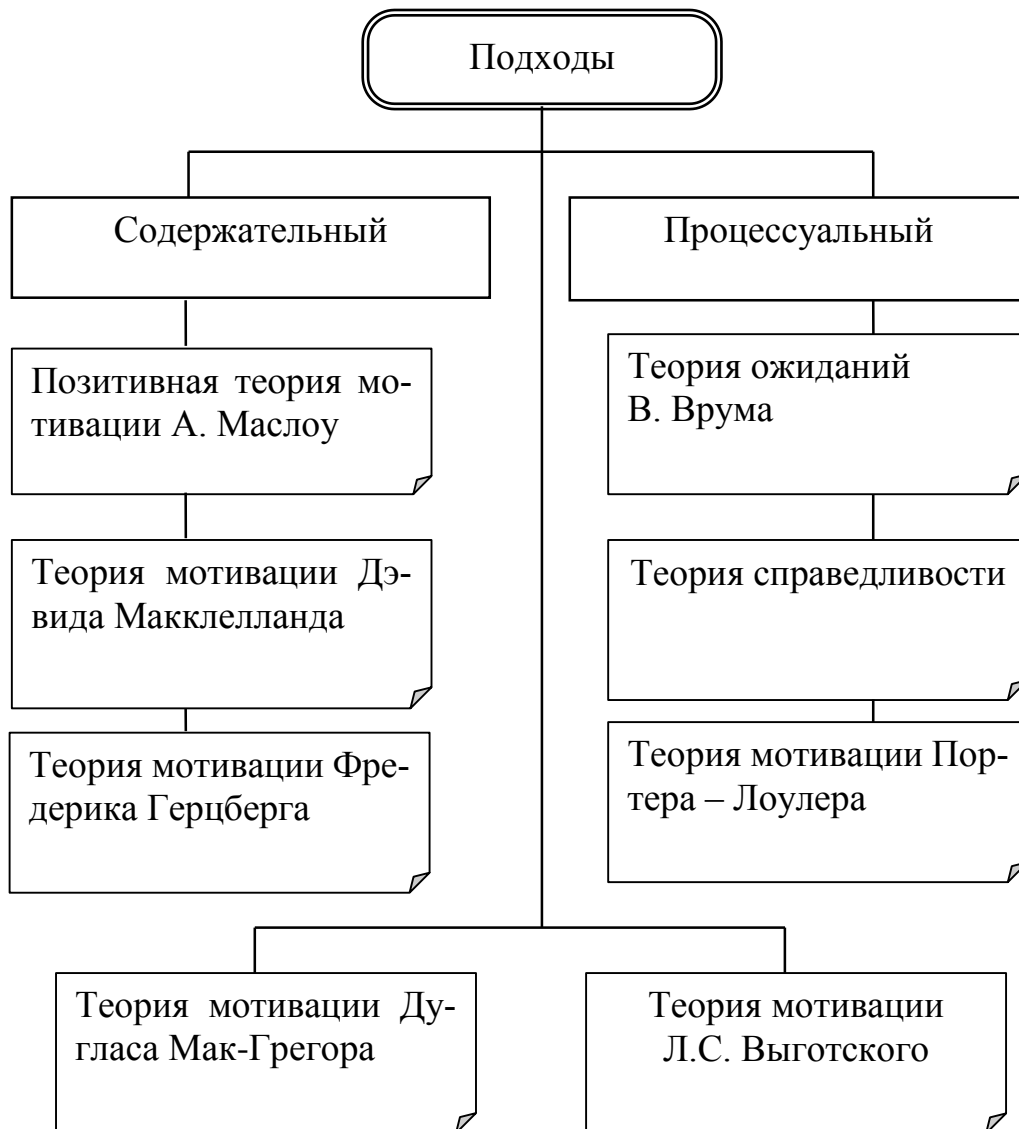 Подходы
Содержательный
Процессуальный
Позитивная теория мо-
тивации А. Маслоу
Теория ожиданий
В. Врума
Теория мотивации Дэ-
вида Макклелланда
Теория справедливости
Теория мотивации Фре-
дерика Герцберга
Теория мотивации Пор-
тера – Лоулера
Теория мотивации Ду-
гласа Мак-Грегора
Теория мотивации
Л.С. Выготского